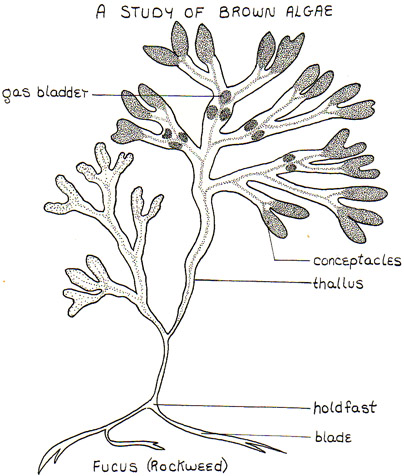 A STUDY OF BROWN ALGAE
gas bladder
conceptacles
thallus
holdfast
blade
FUCUS (ROCKWEED)